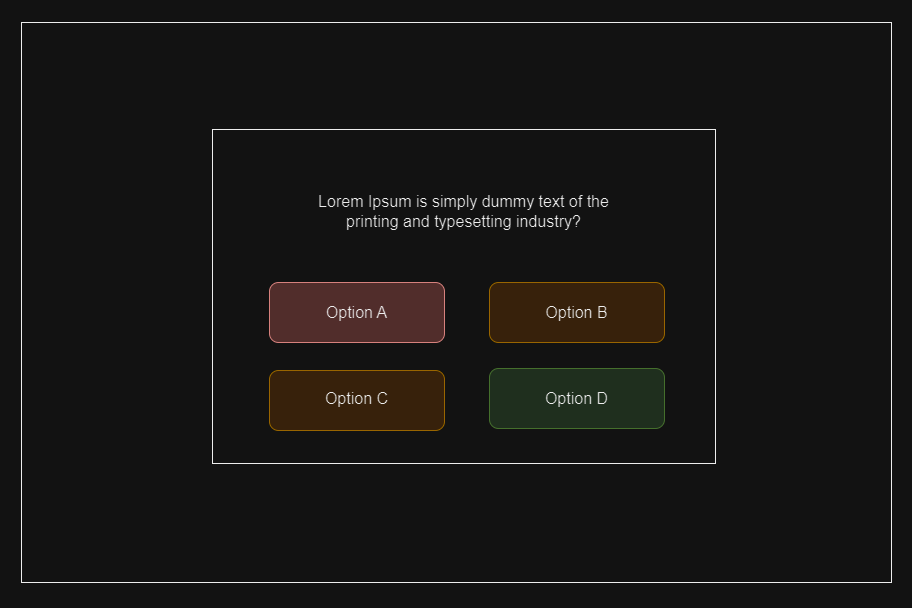 Lorem Ipsum is simply dummy text of the
printing and typesetting industry?
Option A
Option B
Option C
Option D